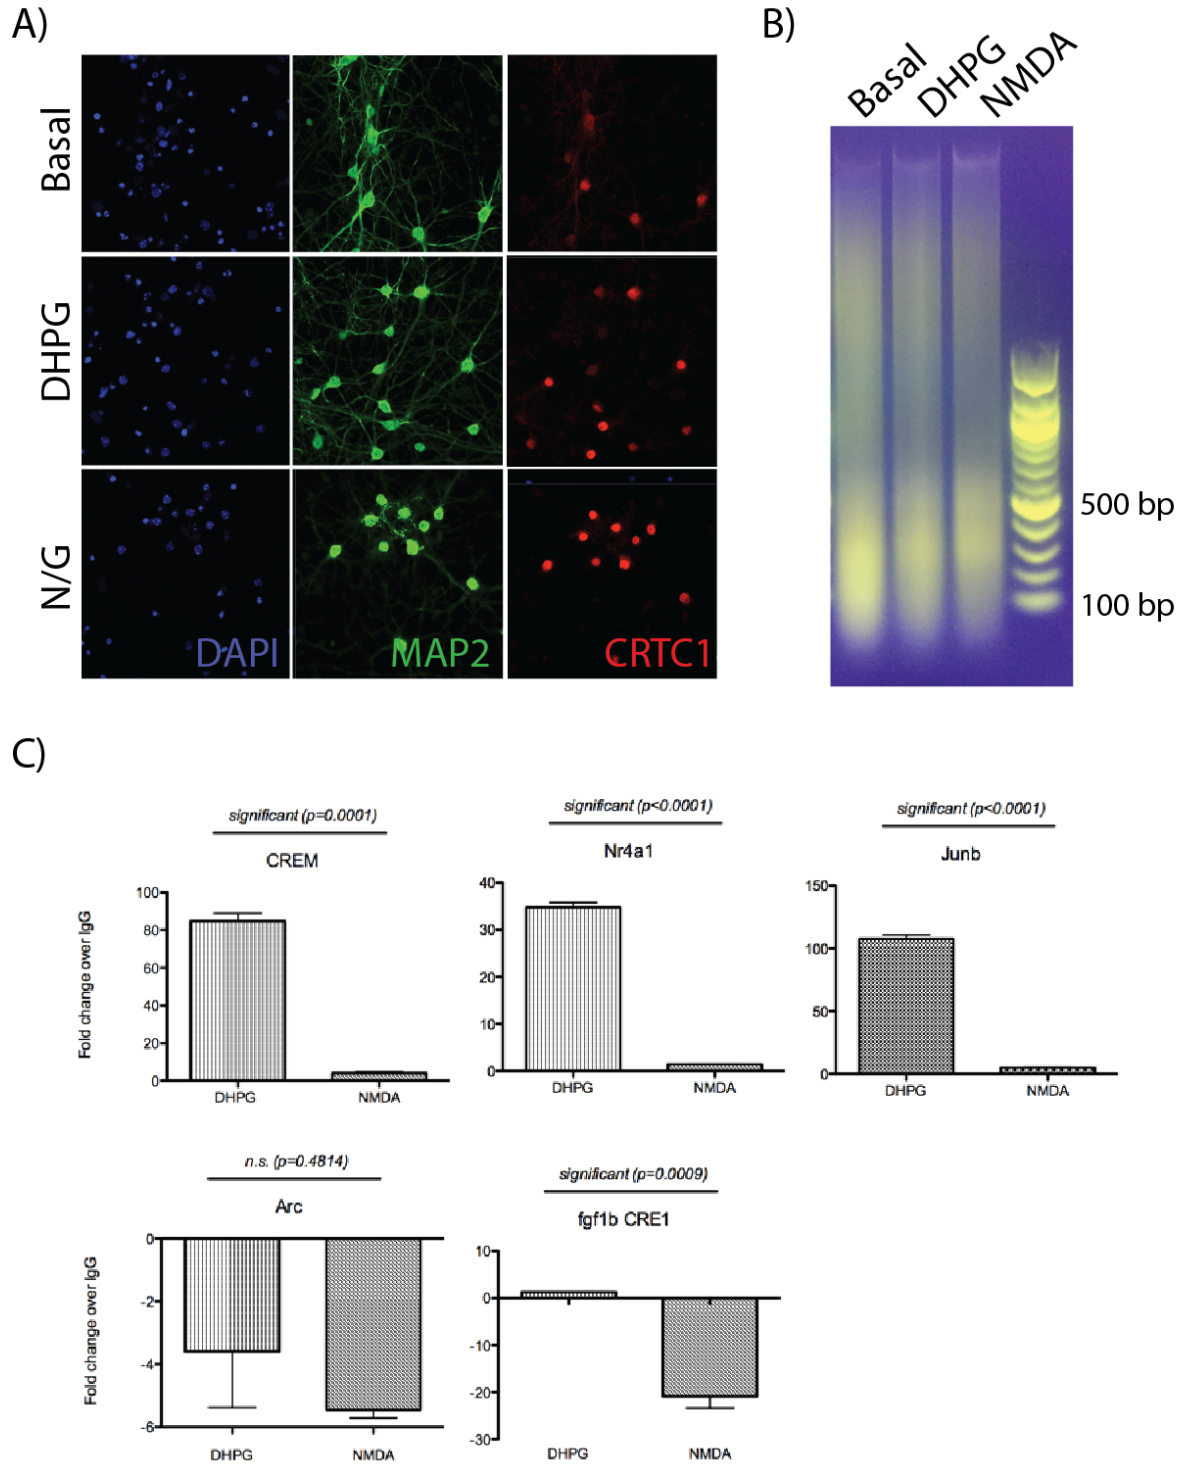 A)
Basal
DHPG
N/G
DAPI
MAP2
CRTC1
B)
Basal
DHPG
NMDA
500 bp
100 bp
C)
significant (p=0.0001)
CREM
Fold change over IgG
100
80
60
40
20
0
DHPG
NMDA
significant (p<0.0001)
Nr4a1
40
30
20
10
0
DHPG
NMDA
significant (p<0.0001)
Junb
150
100
50
0
DHPG
NMDA
n.s. (p=0.4814)
Arc
Fold change over IgG
0
-2
-4
-6
DHPG
NMDA
significant (p=0.0009)
fgf1b CRE1
10
0
-10
-20
-30
DHPG
NMDA